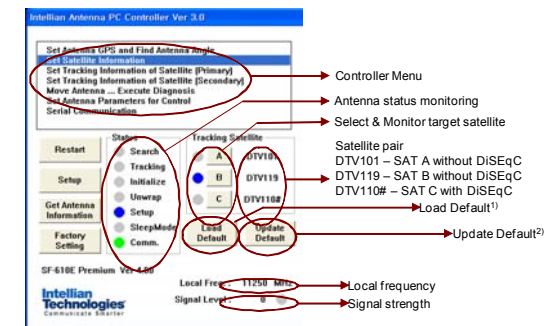 Intellian Antenna PC Controller Ver 3.0
Set Antenna GPS and Find Antenna Angle
Set Satellite Information
Set Tracking Information of Satellite [Primary]
Set Tracking Information of Satellite [Secondary]
Move Antenna ... Execute Diagnosis
Set Antenna Parameters for Control
Serial Communication
Controller Menu
Antenna status monitoring
Select & Monitor target satellite
Status
Tracking Satellite
Restart
Setup
Get Antenna
Information
Factory
Setting
Search
Tracking
Initialize
Unwrap
Setup
SleepMode
Comm.
A DTV101
B DTV119
C DTV110#
Load
Default
Update
Default
Satellite pair
DTV101 – SAT A without DiSEqC
DTV119 – SAT B without DiSEqC
DTV110# – SAT C with DiSEqC
Load Default1)
Update Default2)
SF-610E Premium Ver 4.00
Local Freq. : 11250 MHz
Signal Level : 0
Local frequency
Signal strength
Intellian
Technologies
Communicate Smarter